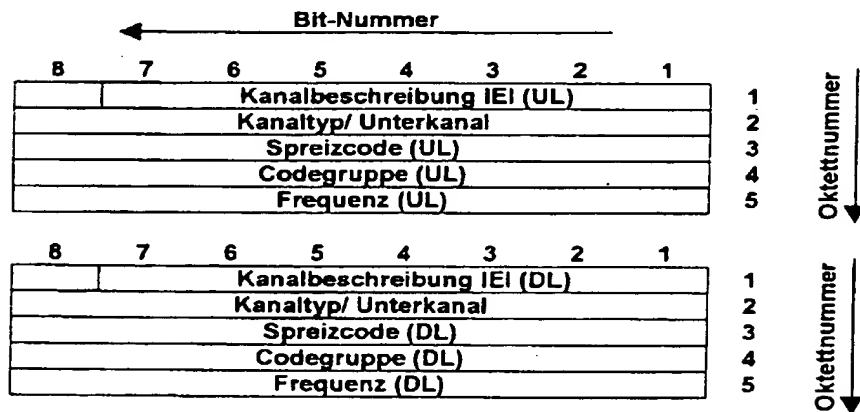 Bit-Nummer
8 7 6 5 4 3 2 1
Kanalbeschreibung IEI (UL) 1
Kanaltyp/ Unterkanal 2
Spreizcode (UL) 3
Codegruppe (UL) 4
Frequenz (UL) 5
Oktettnummer
8 7 6 5 4 3 2 1
Kanalbeschreibung IEI (DL) 1
Kanaltyp/ Unterkanal 2
Spreizcode (DL) 3
Codegruppe (DL) 4
Frequenz (DL) 5
Oktettnummer